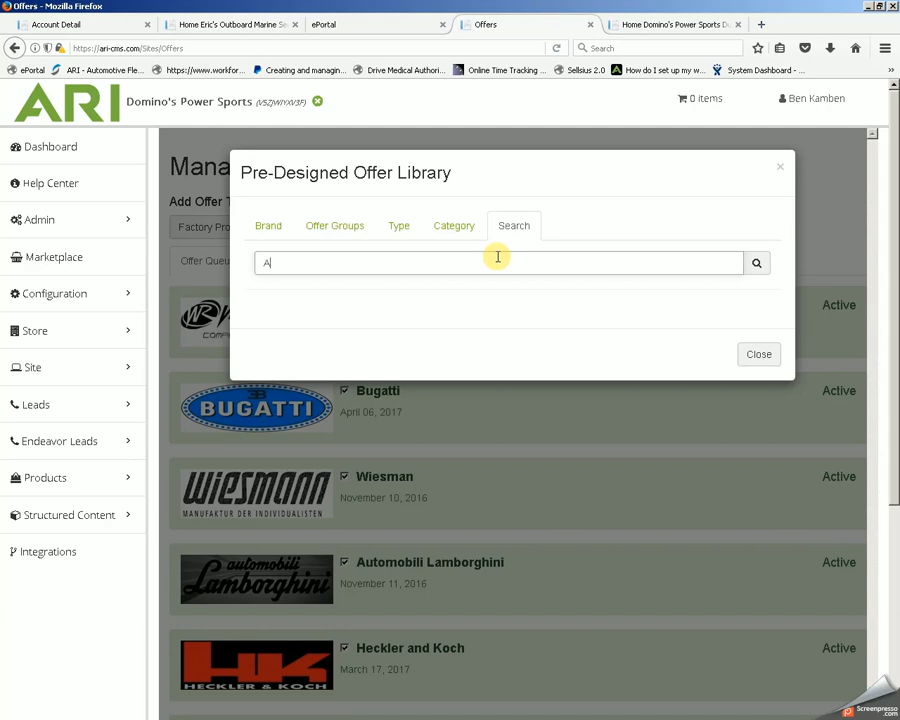 Offers - Mozilla Firefox
Account Detail
Home Eric's Outboard Marine Se
ePortal
Offers
Home Domino's Power Sports D
https://ari-cms.com/Sites/Offers
Search
ePortal
ARI - Automotive Fle...
https://www.workfor...
Creating and managin...
Drive Medical Authori...
Online Time Tracking ...
Sellsius 2.0
How do I set up my w...
System Dashboard - ...
ARI Domino's Power Sports (VSZJWIYXV3F)
0 items
Ben Kamben
Dashboard
Help Center
Admin
Marketplace
Configuration
Store
Site
Leads
Endeavor Leads
Products
Structured Content
Integrations
Mana
Add Offer T
Factory Pro
Offer Queu
Pre-Designed Offer Library
×
Brand
Offer Groups
Type
Category
Search
A
Close
Active
BUGATTI
Bugatti
April 06, 2017
Active
WIESMANN
MANUFAKTUR DER INDIVIDUALISTEN
Wiesman
November 10, 2016
Active
automobili
Lamborghini
Automobili Lamborghini
November 11, 2016
Active
HK
HECKLER & KOCH
Heckler and Koch
March 17, 2017
Active
Screenpresso
.com